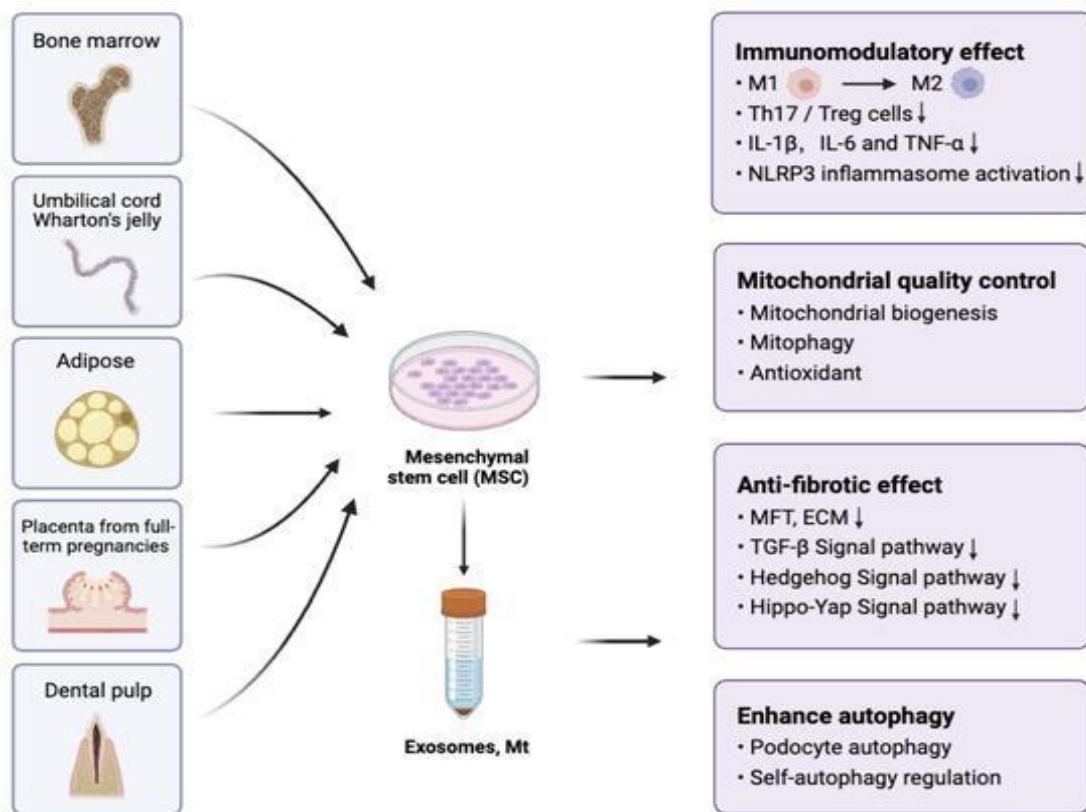 Bone marrow
Umbilical cord
Wharton's jelly
Adipose
Placenta from full-
term pregnancies
Dental pulp
Mesenchymal
stem cell (MSC)
Exosomes, Mt
Immunomodulatory effect
• M1 → M2
• Th17 / Treg cells ↓
• IL-1β, IL-6 and TNF-α ↓
• NLRP3 inflammasome activation ↓
Mitochondrial quality control
• Mitochondrial biogenesis
• Mitophagy
• Antioxidant
Anti-fibrotic effect
• MFT, ECM ↓
• TGF-β Signal pathway ↓
• Hedgehog Signal pathway ↓
• Hippo-Yap Signal pathway ↓
Enhance autophagy
• Podocyte autophagy
• Self-autophagy regulation